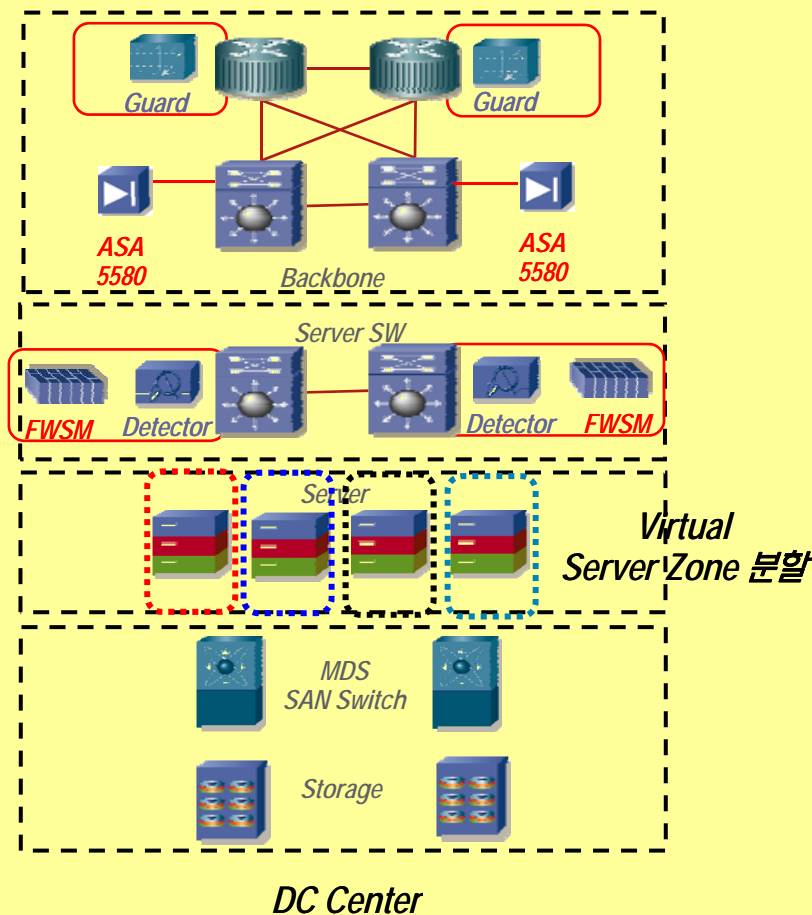 Guard
Guard
ASA
5580
ASA
5580
Backbone
Server SW
FWSM
Detector
Detector
FWSM
Server
Virtual
Server Zone 분할
MDS
SAN Switch
Storage
DC Center